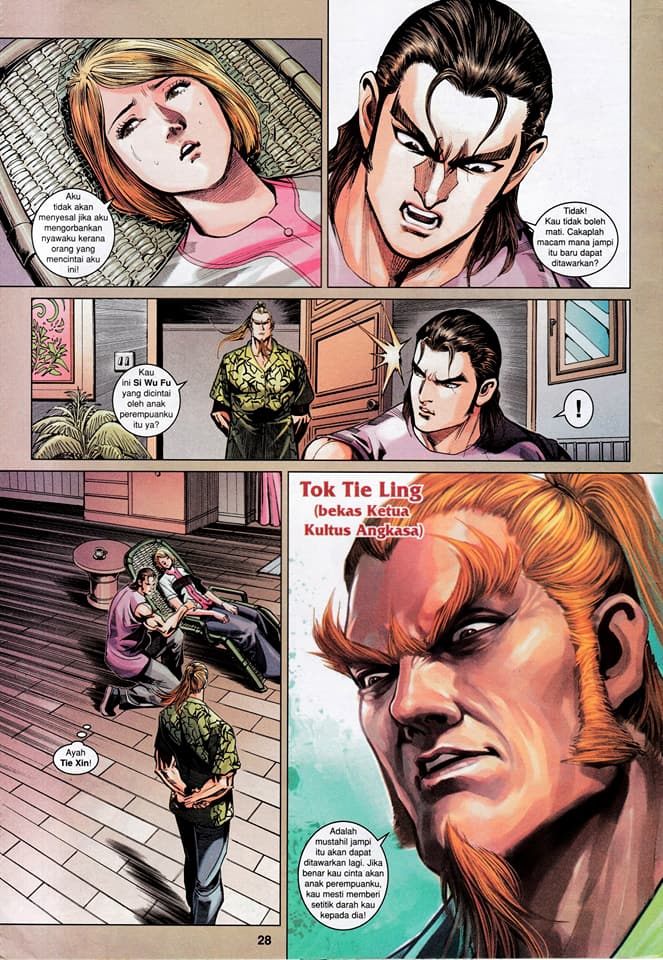 Aku
tidak akan
menyesal jika aku
mengorbankan
nyawaku kerana
orang yang
mencintai aku
ini!
Tidak!
Kau tidak boleh
mati. Cakaplah
macam mana jampi
itu baru dapat
ditawarkan?
Kau
ini Si Wu Fu
yang dicintai
oleh anak
perempuanku
itu ya?
!
Ayah
Tie Xin!
Tok Tie Ling
(bekas Ketua
Kultus Angkasa)
Adalah
mustahil jampi
itu akan dapat
ditawarkan lagi. Jika
benar kau cinta akan
anak perempuanku,
kau mesti memberi
setitik darah kau
kepada dia!
28